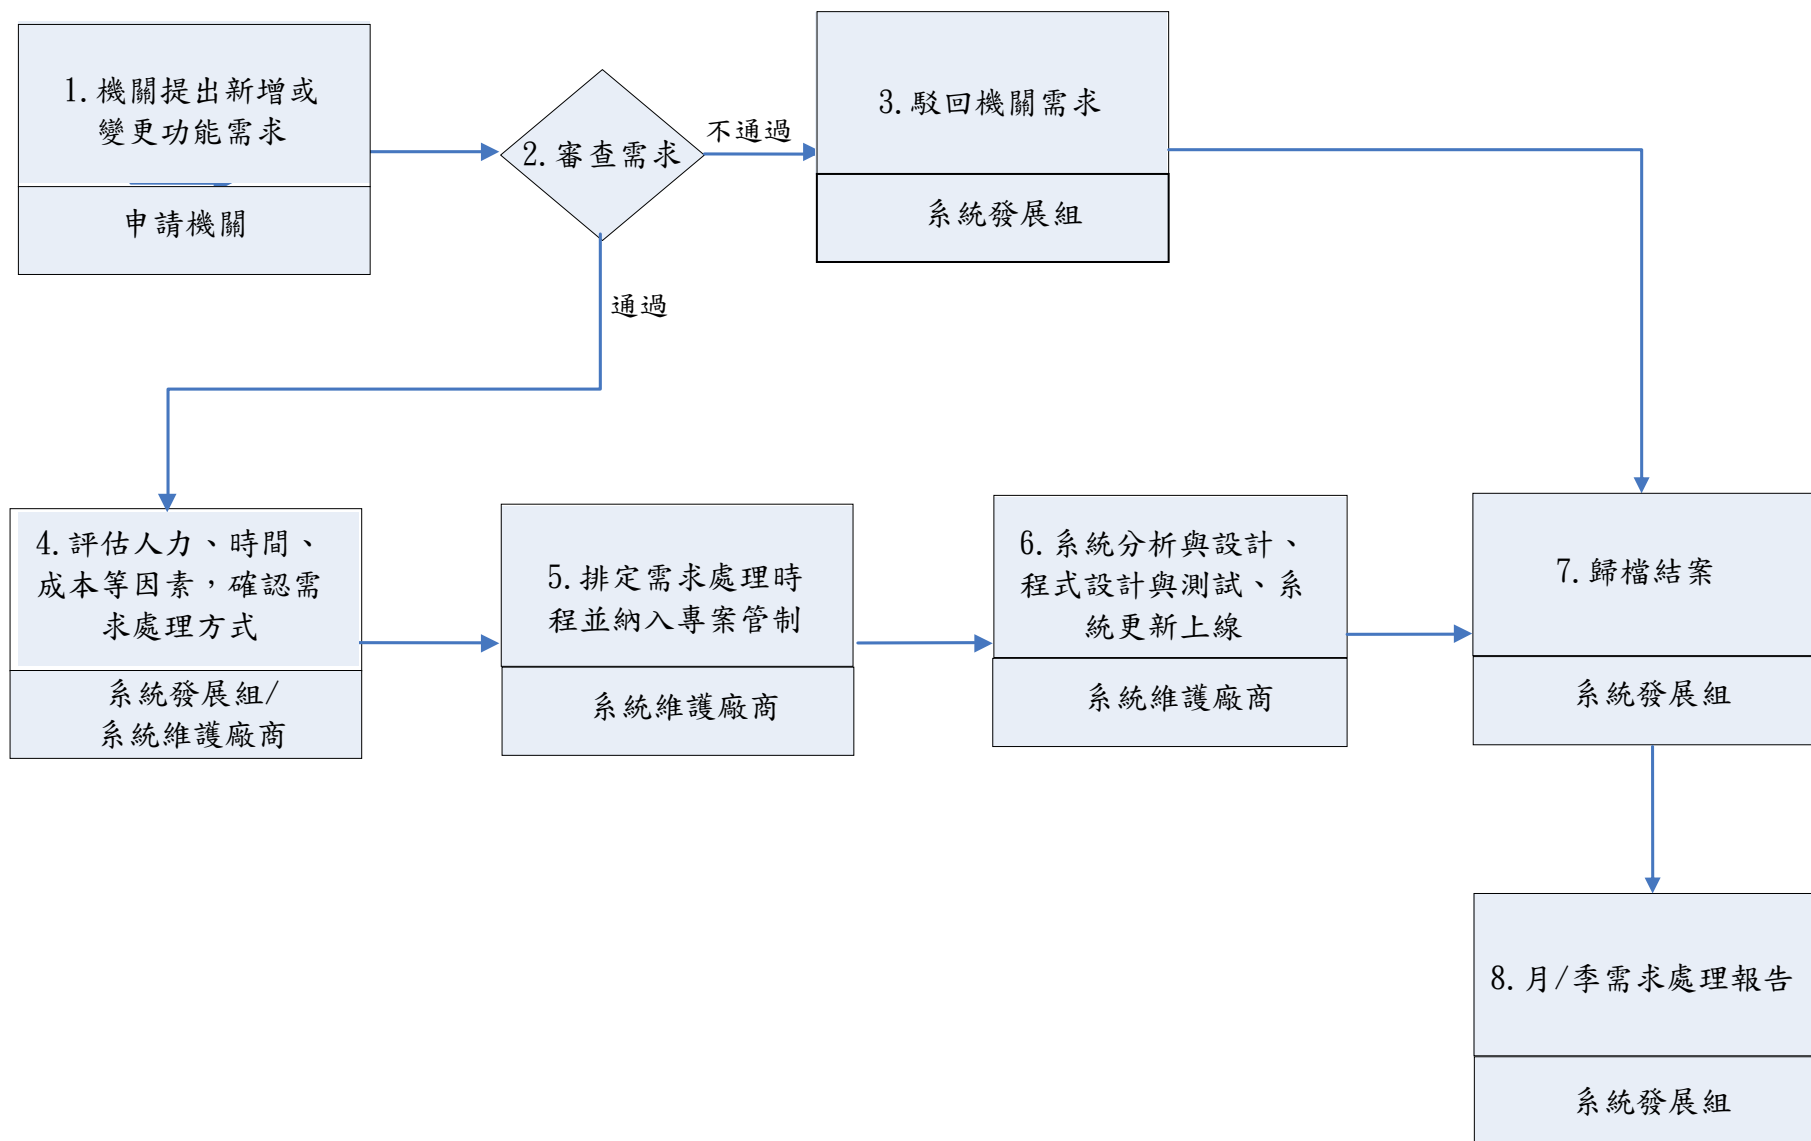 1.機關提出新增或
變更功能需求
申請機關
2.審查需求
不通過
3.駁回機關需求
系統發展組
通過
4.評估人力、時間、
成本等因素，確認需
求處理方式
系統發展組/
系統維護廠商
5.排定需求處理時
程並納入專案管制
系統維護廠商
6.系統分析與設計、
程式設計與測試、系
統更新上線
系統維護廠商
7.歸檔結案
系統發展組
8.月/季需求處理報告
系統發展組